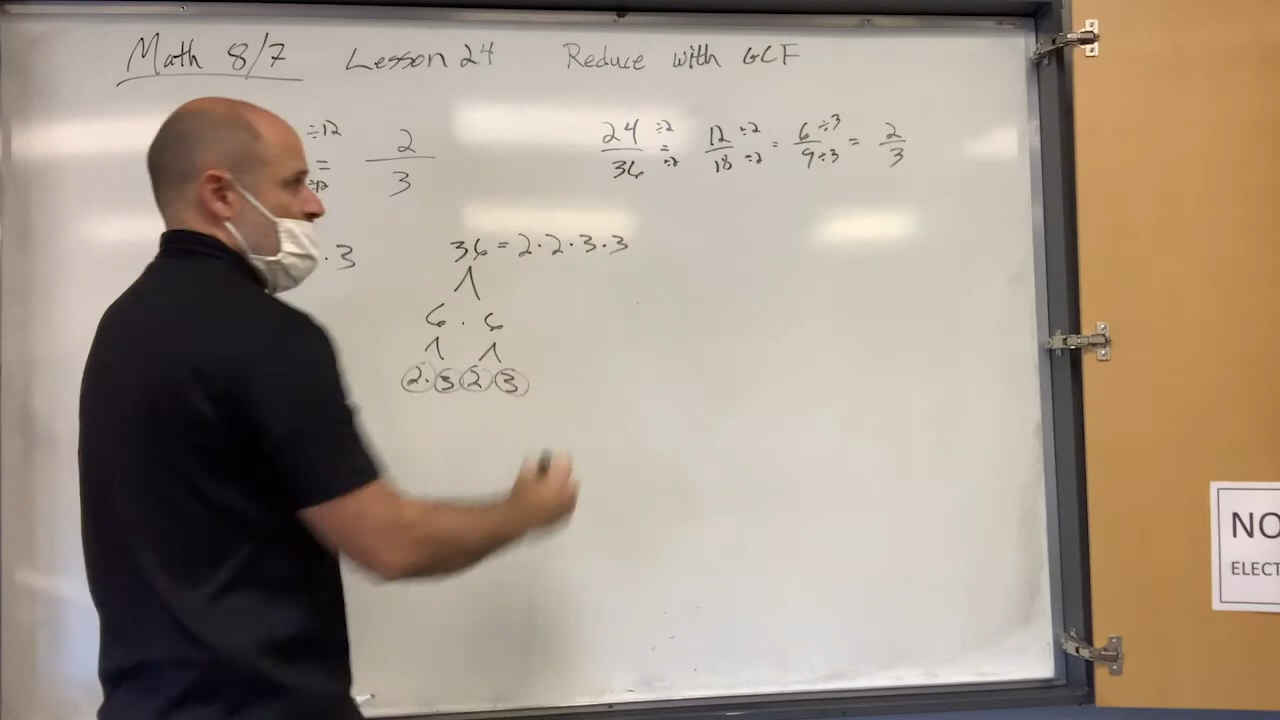 Math 8/7 Lesson 24 Reduce with GCF
÷12
= 2/3
÷12
24/36 ÷2/÷2 = 12/18 ÷2/÷2 = 6/9 ÷3/÷3 = 2/3
· 3
36 = 2·2·3·3
6 · 6
2 · 3 2 3
NO
ELECT